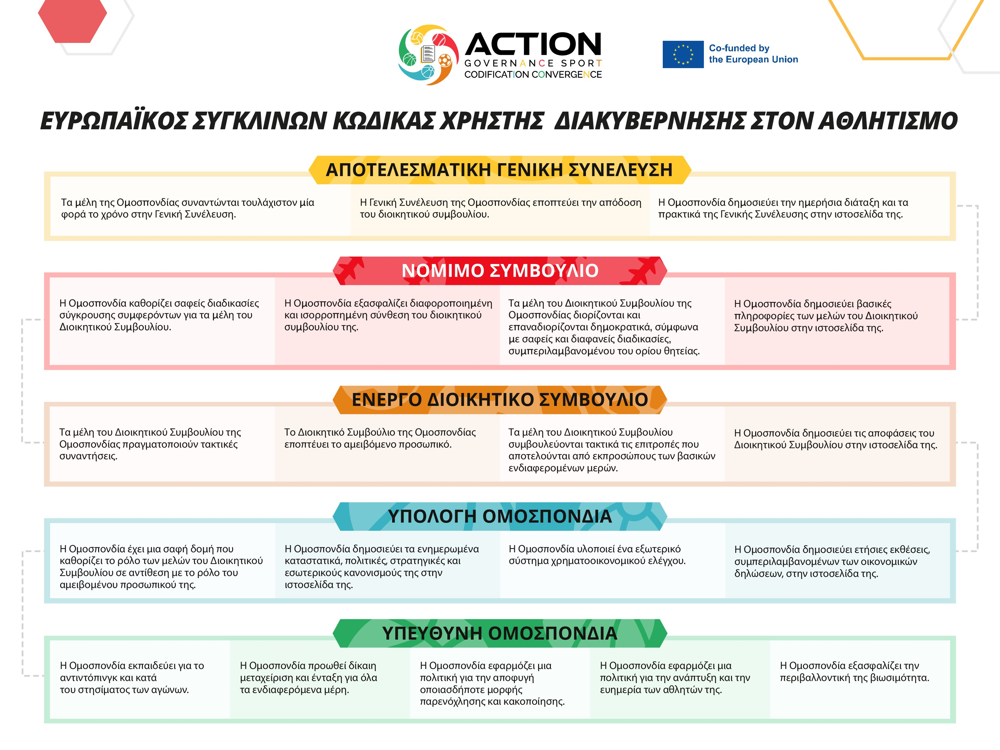 ACTION
GOVERNANCE SPORT
CODIFICATION CONVERGENCE
Co-funded by
the European Union
ΕΥΡΩΠΑΪΚΟΣ ΣΥΓΚΛΙΝΩΝ ΚΩΔΙΚΑΣ ΧΡΗΣΤΗΣ ΔΙΑΚΥΒΕΡΝΗΣΗΣ ΣΤΟΝ ΑΘΛΗΤΙΣΜΟ
ΑΠΟΤΕΛΕΣΜΑΤΙΚΗ ΓΕΝΙΚΗ ΣΥΝΕΛΕΥΣΗ
Τα μέλη της Ομοσπονδίας συναντώνται τουλάχιστον μία
φορά το χρόνο στην Γενική Συνέλευση.
Η Γενική Συνέλευση της Ομοσπονδίας εποπτεύει την απόδοση
του διοικητικού συμβουλίου.
Η Ομοσπονδία δημοσιεύει την ημερήσια διάταξη και τα
πρακτικά της Γενικής Συνέλευσης στην ιστοσελίδα της.
ΝΟΜΙΜΟ ΣΥΜΒΟΥΛΙΟ
Η Ομοσπονδία καθορίζει σαφείς διαδικασίες
σύγκρουσης συμφερόντων για τα μέλη του
Διοικητικού Συμβουλίου.
Η Ομοσπονδία εξασφαλίζει διαφοροποιημένη
και ισορροπημένη σύνθεση του διοικητικού
συμβουλίου της.
Τα μέλη του Διοικητικού Συμβουλίου της
Ομοσπονδίας διορίζονται και
επαναδιορίζονται δημοκρατικά, σύμφωνα
με σαφείς και διαφανείς διαδικασίες,
συμπεριλαμβανομένου του ορίου θητείας.
Η Ομοσπονδία δημοσιεύει βασικές
πληροφορίες των μελών του Διοικητικού
Συμβουλίου στην ιστοσελίδα της.
ΕΝΕΡΓΟ ΔΙΟΙΚΗΤΙΚΟ ΣΥΜΒΟΥΛΙΟ
Τα μέλη του Διοικητικού Συμβουλίου της
Ομοσπονδίας πραγματοποιούν τακτικές
συναντήσεις.
Το Διοικητικό Συμβούλιο της Ομοσπονδίας
εποπτεύει το αμειβόμενο προσωπικό.
Τα μέλη του Διοικητικού Συμβουλίου
συμβουλεύονται τακτικά τις επιτροπές που
αποτελούνται από εκπροσώπους των βασικών
ενδιαφερομένων μερών.
Η Ομοσπονδία δημοσιεύει τις αποφάσεις του
Διοικητικού Συμβουλίου στην ιστοσελίδα της.
ΥΠΟΛΟΓΗ ΟΜΟΣΠΟΝΔΙΑ
Η Ομοσπονδία έχει μια σαφή δομή που
καθορίζει το ρόλο των μελών του Διοικητικού
Συμβουλίου σε αντίθεση με το ρόλο του
αμειβομένου προσωπικού της.
Η Ομοσπονδία δημοσιεύει τα ενημερωμένα
καταστατικά, πολιτικές, στρατηγικές και
εσωτερικούς κανονισμούς της στην
ιστοσελίδα της.
Η Ομοσπονδία υλοποιεί ένα εξωτερικό
σύστημα χρηματοοικονομικού ελέγχου.
Η Ομοσπονδία δημοσιεύει ετήσιες εκθέσεις,
συμπεριλαμβανομένων των οικονομικών
δηλώσεων, στην ιστοσελίδα της.
ΥΠΕΥΘΥΝΗ ΟΜΟΣΠΟΝΔΙΑ
Η Ομοσπονδία εκπαιδεύει για το
αντιντόπινγκ και κατά
του στησίματος των αγώνων.
Η Ομοσπονδία προωθεί δίκαιη
μεταχείριση και ένταξη για όλα
τα ενδιαφερόμενα μέρη.
Η Ομοσπονδία εφαρμόζει μια
πολιτική για την αποφυγή
οποιασδήποτε μορφής
παρενόχλησης και κακοποίησης.
Η Ομοσπονδία εφαρμόζει μια
πολιτική για την ανάπτυξη και την
ευημερία των αθλητών της.
Η Ομοσπονδία εξασφαλίζει την
περιβαλλοντική της βιωσιμότητα.